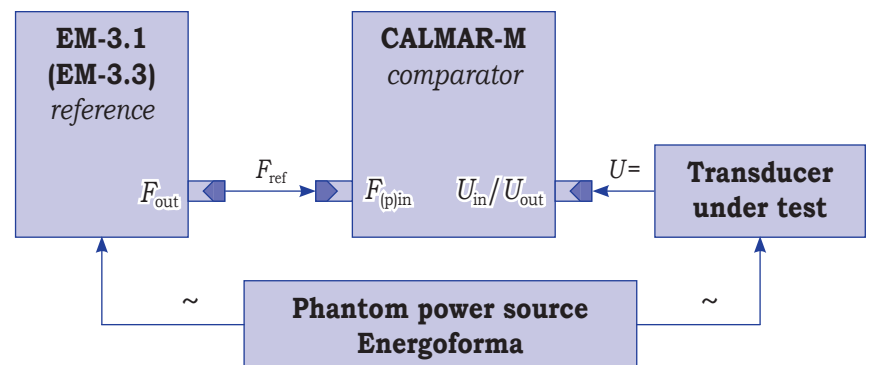 EM-3.1
(EM-3.3)
reference
F_out
F_ref
CALMAR-M
comparator
F_(p)in
U_in/U_out
U=
Transducer
under test
~
Phantom power source
Energoforma
~